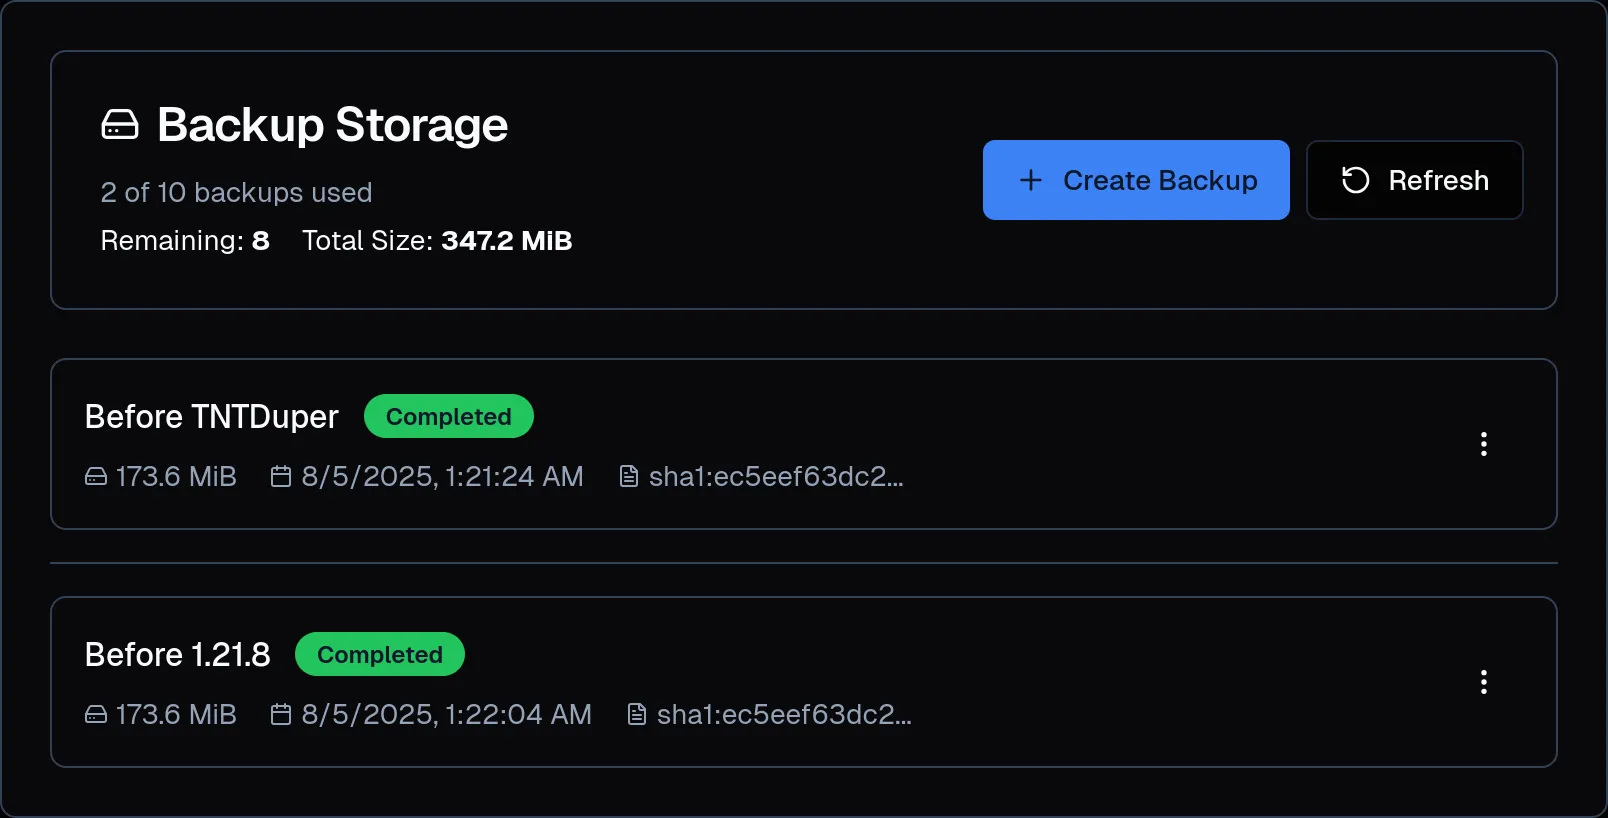 Backup Storage
2 of 10 backups used
Remaining: 8 Total Size: 347.2 MiB
Create Backup
Refresh
Before TNTDuper Completed
173.6 MiB 8/5/2025, 1:21:24 AM sha1:ec5eef63dc2...
Before 1.21.8 Completed
173.6 MiB 8/5/2025, 1:22:04 AM sha1:ec5eef63dc2...